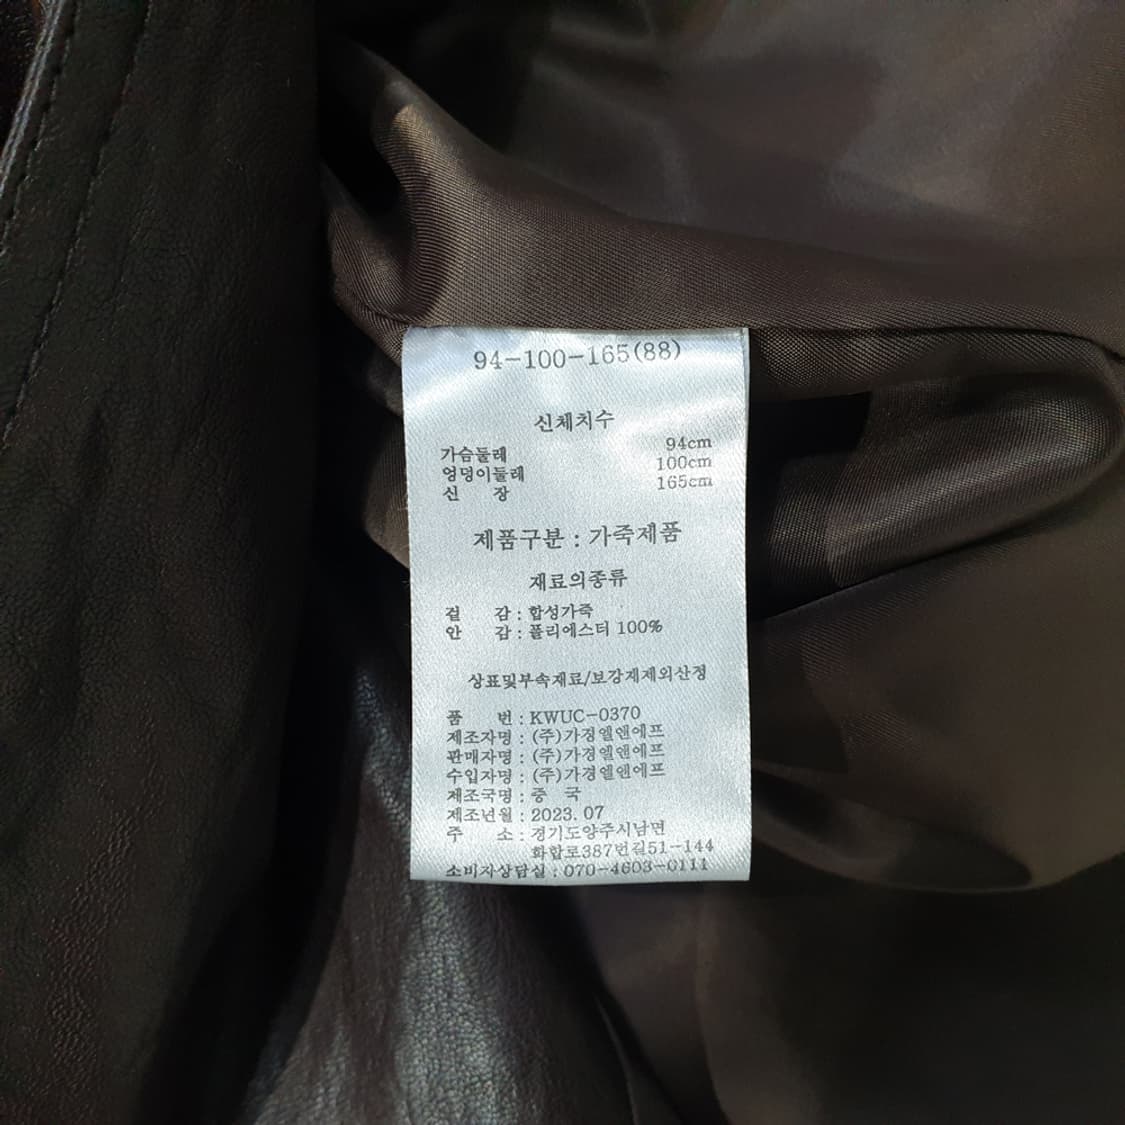 94-100-165(88)
신체치수
가슴둘레 94cm
엉덩이둘레 100cm
신 장 165cm
제품구분 : 가죽제품
재료의종류
겉 감 : 합성가죽
안 감 : 폴리에스터 100%
상표및부속재료/보강재제외산정
품 번 : KWUC-0370
제조자명 : (주)가경엘앤에프
판매자명 : (주)가경엘앤에프
수입자명 : (주)가경엘앤에프
제조국명 : 중 국
제조년월 : 2023. 07
주 소 : 경기도양주시남면
화합로387번길51-144
소비자상담실 : 070-4603-0111